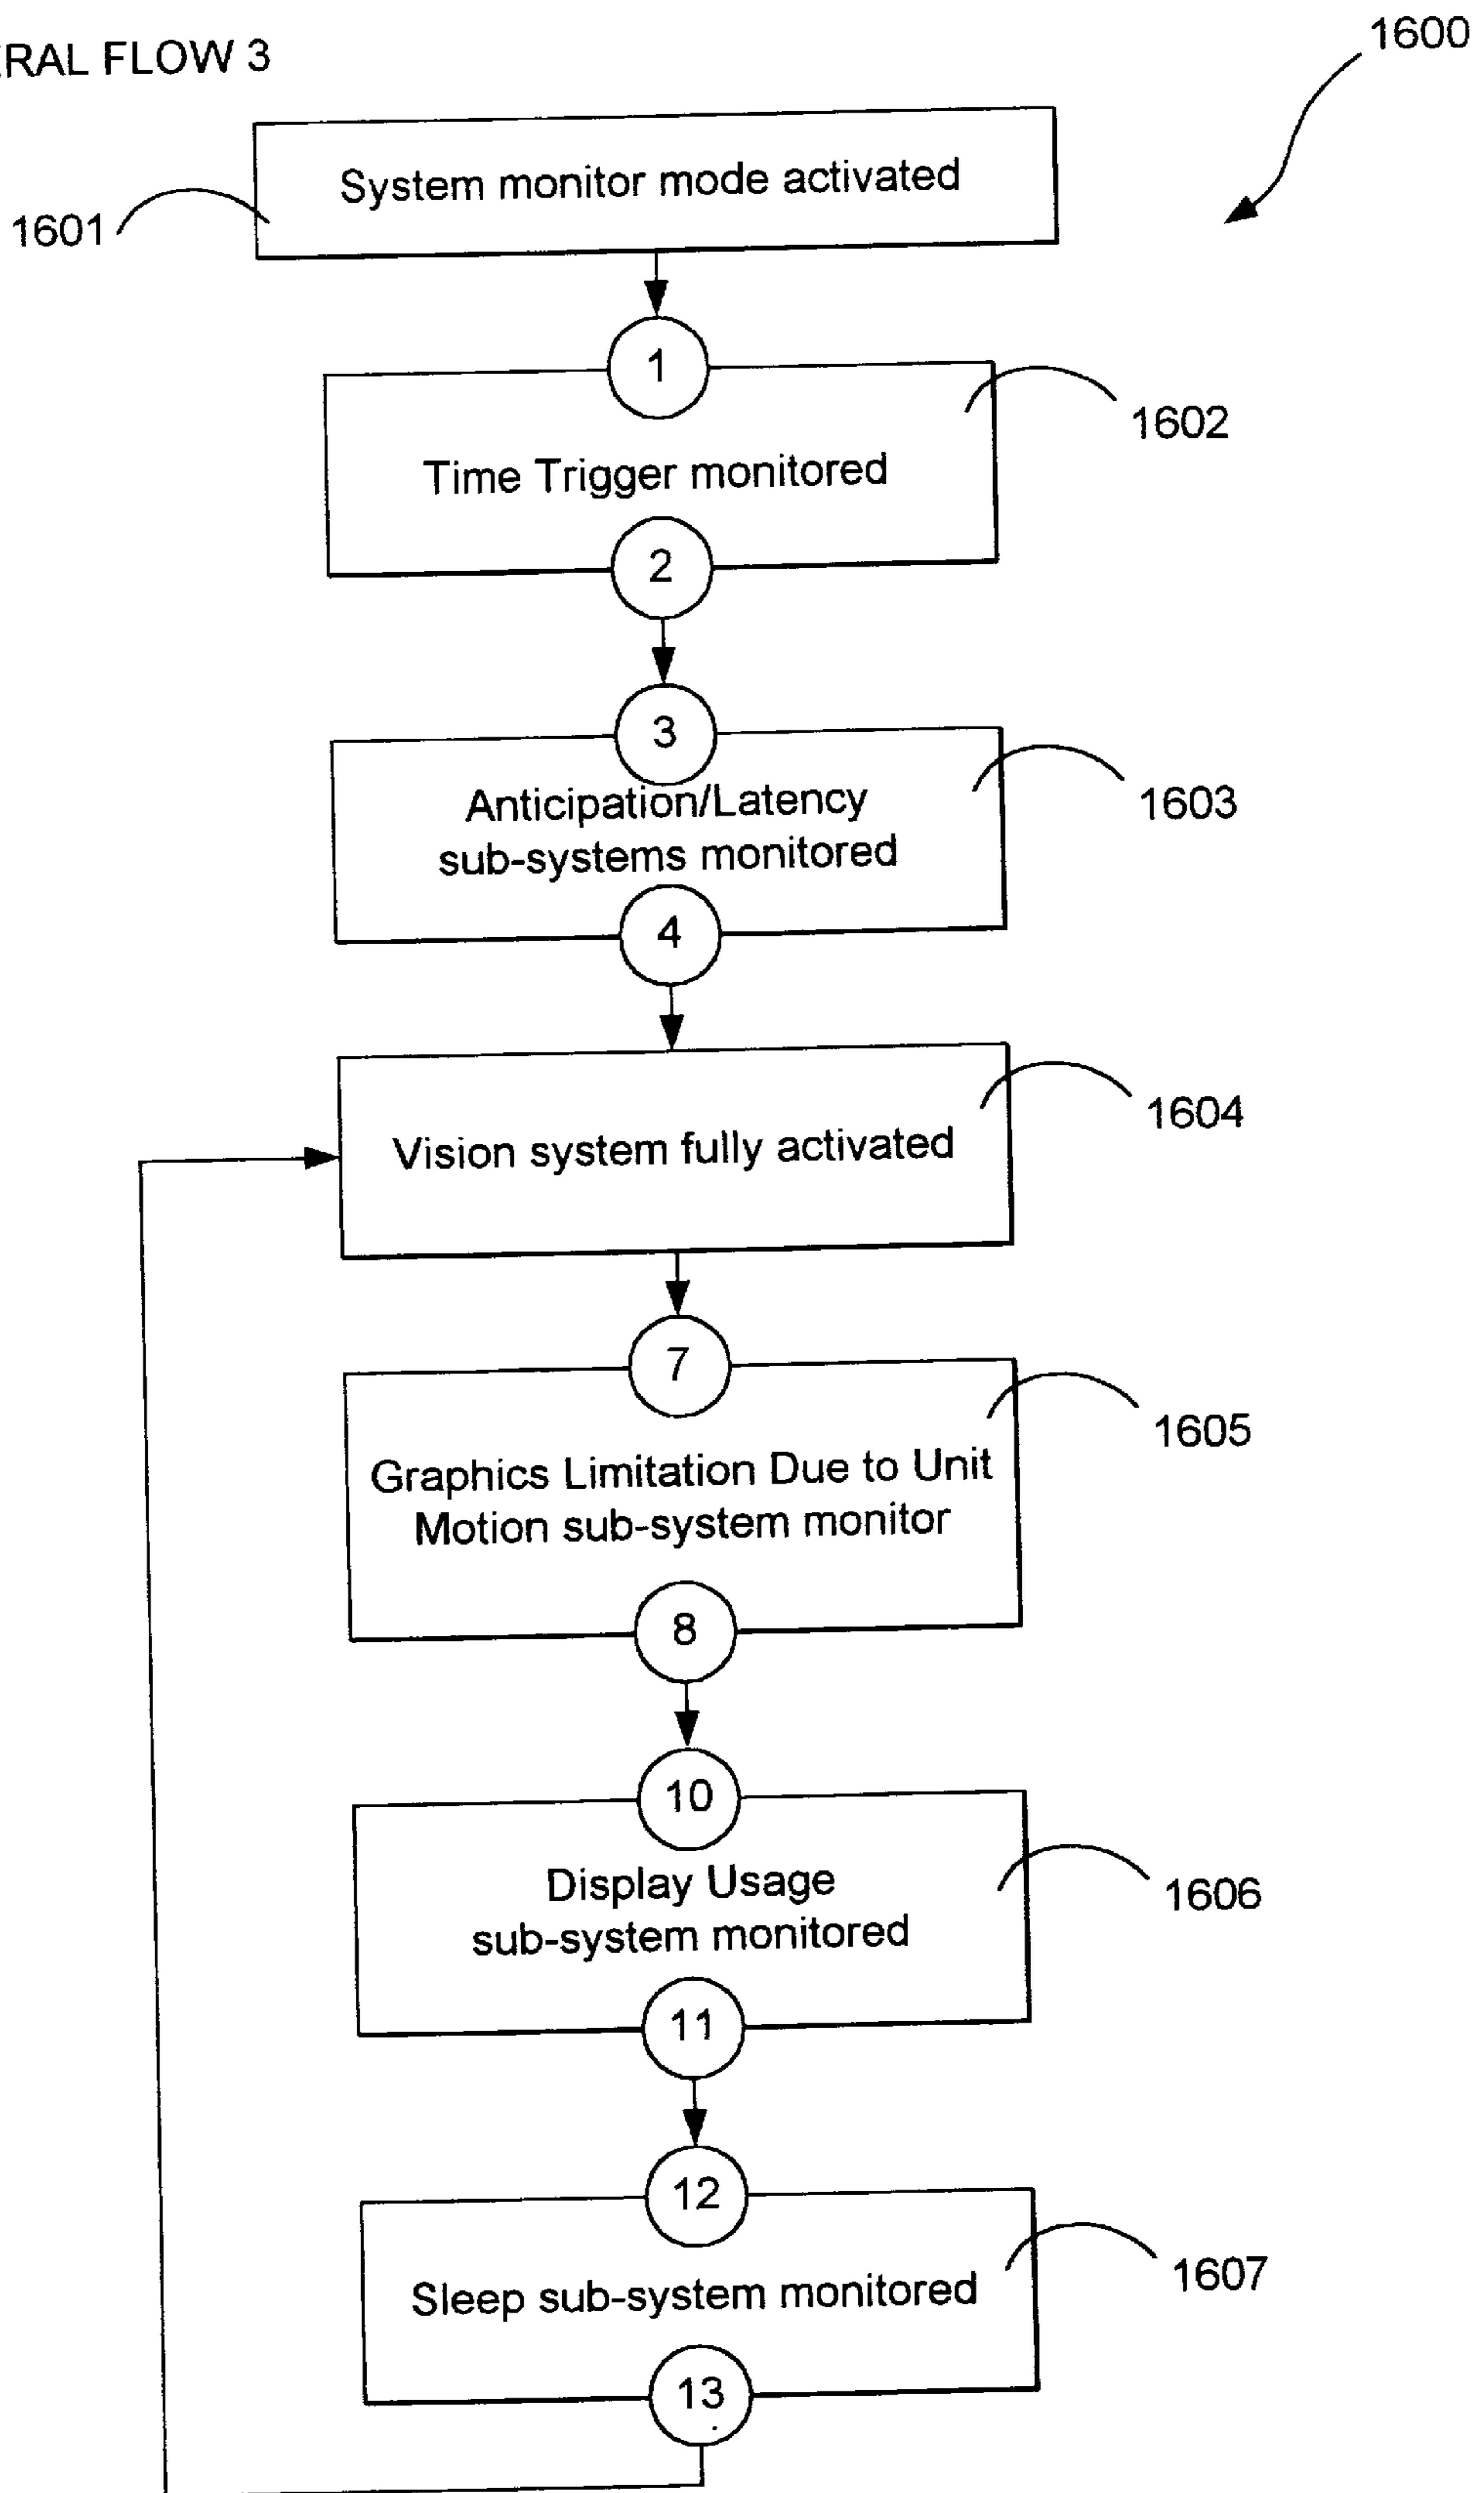 RAL FLOW 3
1600
System monitor mode activated
1601
1
1602
Time Trigger monitored
2
3
1603
Anticipation/Latency
sub-systems monitored
4
1604
Vision system fully activated
7
1605
Graphics Limitation Due to Unit
Motion sub-system monitor
8
10
Display Usage
1606
sub-system monitored
11
12
1607
Sleep sub-system monitored
13